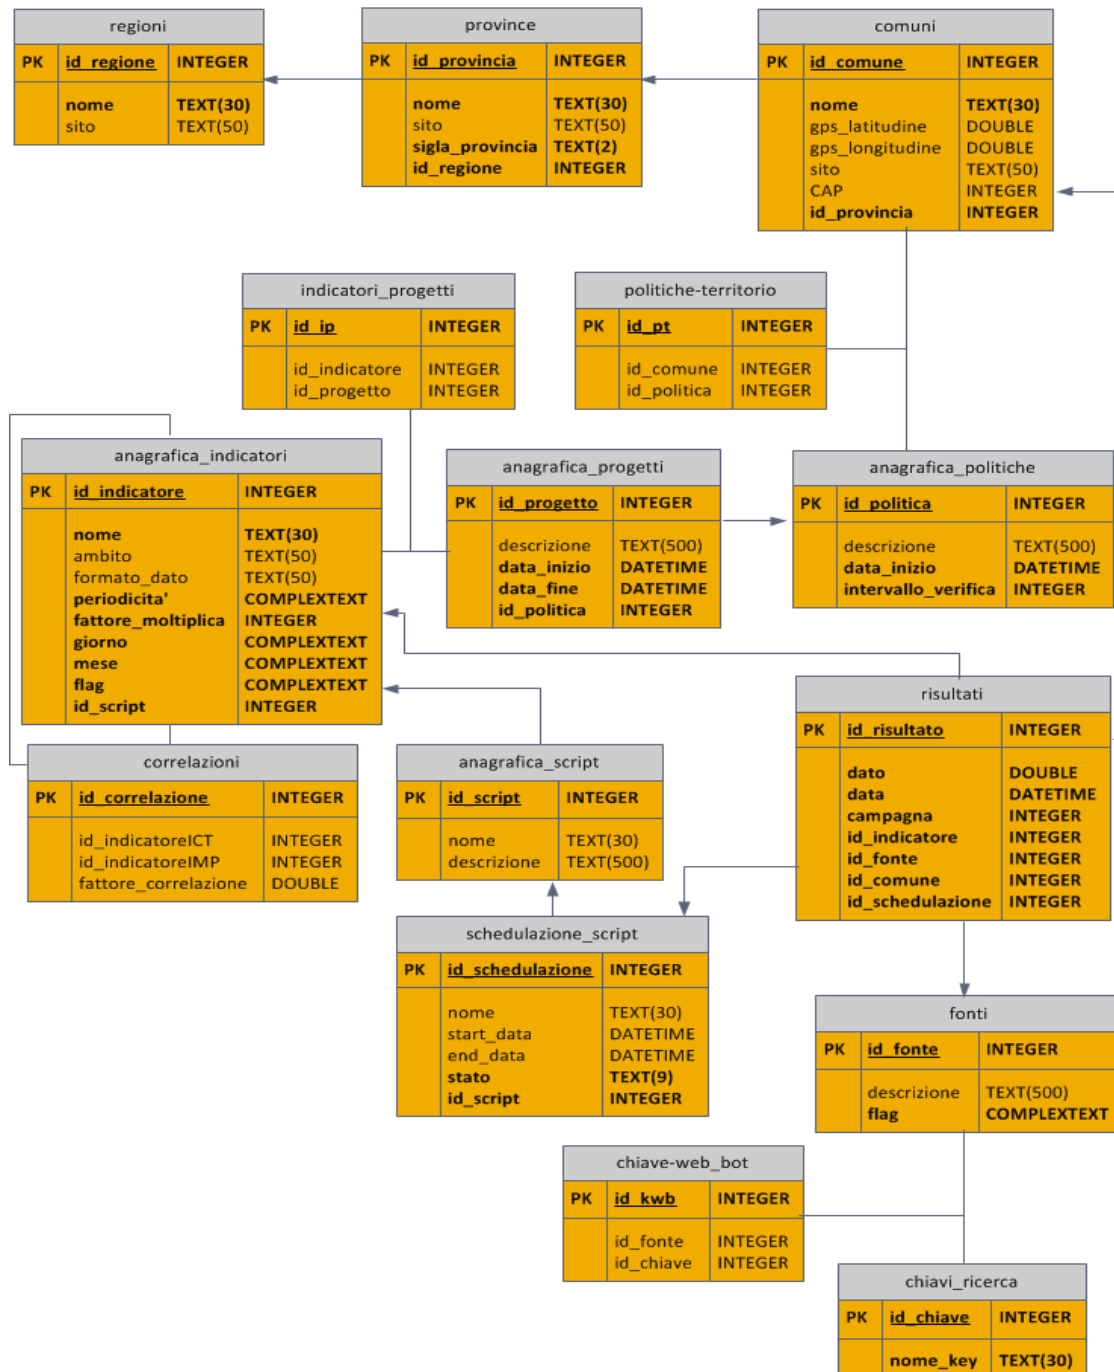 regioni
PK id_regione INTEGER
nome TEXT(30)
sito TEXT(50)
province
PK id_provincia INTEGER
nome TEXT(30)
sito TEXT(50)
sigla_provincia TEXT(2)
id_regione INTEGER
comuni
PK id_comune INTEGER
nome TEXT(30)
gps_latitudine DOUBLE
gps_longitudine DOUBLE
sito TEXT(50)
CAP INTEGER
id_provincia INTEGER
indicatori_progetti
PK id_ip INTEGER
id_indicatore INTEGER
id_progetto INTEGER
politiche-territorio
PK id_pt INTEGER
id_comune INTEGER
id_politica INTEGER
anagrafica_indicatori
PK id_indicatore INTEGER
nome TEXT(30)
ambito TEXT(50)
formato_dato TEXT(50)
periodicita' COMPLEXTEXT
fattore_moltiplica INTEGER
giorno COMPLEXTEXT
mese COMPLEXTEXT
flag COMPLEXTEXT
id_script INTEGER
anagrafica_progetti
PK id_progetto INTEGER
descrizione TEXT(500)
data_inizio DATETIME
data_fine DATETIME
id_politica INTEGER
anagrafica_politiche
PK id_politica INTEGER
descrizione TEXT(500)
data_inizio DATETIME
intervallo_verifica INTEGER
correlazioni
PK id_correlazione INTEGER
id_indicatoreICT INTEGER
id_indicatoreIMP INTEGER
fattore_correlazione DOUBLE
anagrafica_script
PK id_script INTEGER
nome TEXT(30)
descrizione TEXT(500)
risultati
PK id_risultato INTEGER
dato DOUBLE
data DATETIME
campagna INTEGER
id_indicatore INTEGER
id_fonte INTEGER
id_comune INTEGER
id_schedulazione INTEGER
schedulazione_script
PK id_schedulazione INTEGER
nome TEXT(30)
start_data DATETIME
end_data DATETIME
stato TEXT(9)
id_script INTEGER
fonti
PK id_fonte INTEGER
descrizione TEXT(500)
flag COMPLEXTEXT
chiave-web_bot
PK id_kwb INTEGER
id_fonte INTEGER
id_chiave INTEGER
chiavi_ricerca
PK id_chiave INTEGER
nome_key TEXT(30)